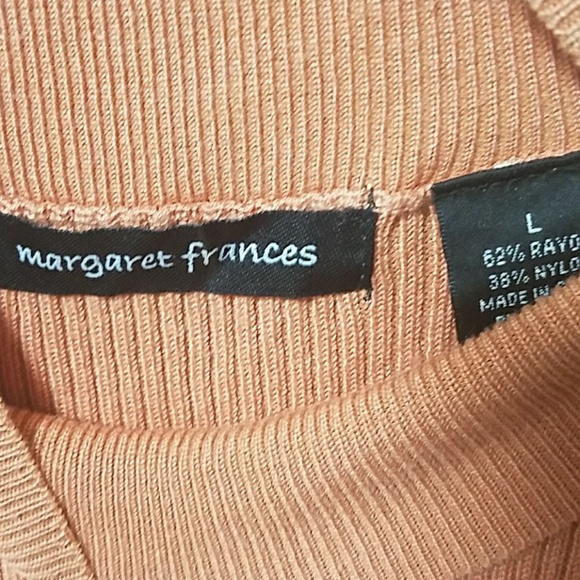 margaret frances
L
62% RAYO
38% NYLO
MADE IN